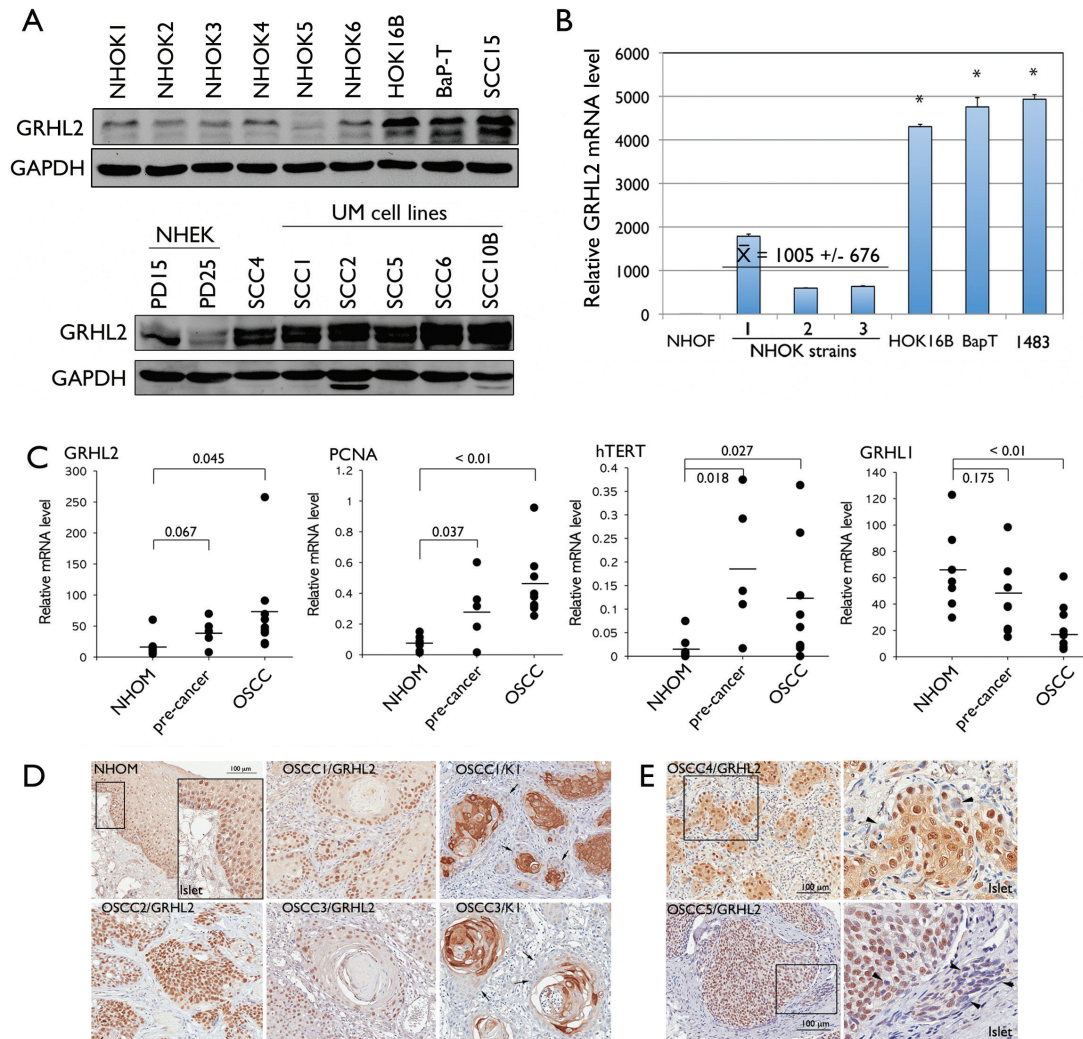 A
NHOK1 NHOK2 NHOK3 NHOK4 NHOK5 NHOK6 HOK16B BaP-T SCC15
GRHL2
GAPDH
UM cell lines
NHEK
PD15 PD25 SCC4 SCC1 SCC2 SCC5 SCC6 SCC10B
GRHL2
GAPDH
B
Relative GRHL2 mRNA level
6000
5000
4000
3000
2000
1000
0
* * *
X̄ = 1005 +/- 676
1 2 3
NHOF NHOK strains HOK16B BapT 1483
C
GRHL2
Relative mRNA level
300
250
200
150
100
50
0
0.045
0.067
NHOM pre-cancer OSCC
PCNA
Relative mRNA level
1.2
1
0.8
0.6
0.4
0.2
0
< 0.01
0.037
NHOM pre-cancer OSCC
hTERT
Relative mRNA level
0.4
0.35
0.3
0.25
0.2
0.15
0.1
0.05
0
0.027
0.018
NHOM pre-cancer OSCC
GRHL1
Relative mRNA level
140
120
100
80
60
40
20
0
< 0.01
0.175
NHOM pre-cancer OSCC
D
NHOM
100 µm
Islet
OSCC1/GRHL2
OSCC1/K1
OSCC2/GRHL2
OSCC3/GRHL2
OSCC3/K1
E
OSCC4/GRHL2
100 µm
Islet
OSCC5/GRHL2
100 µm
Islet